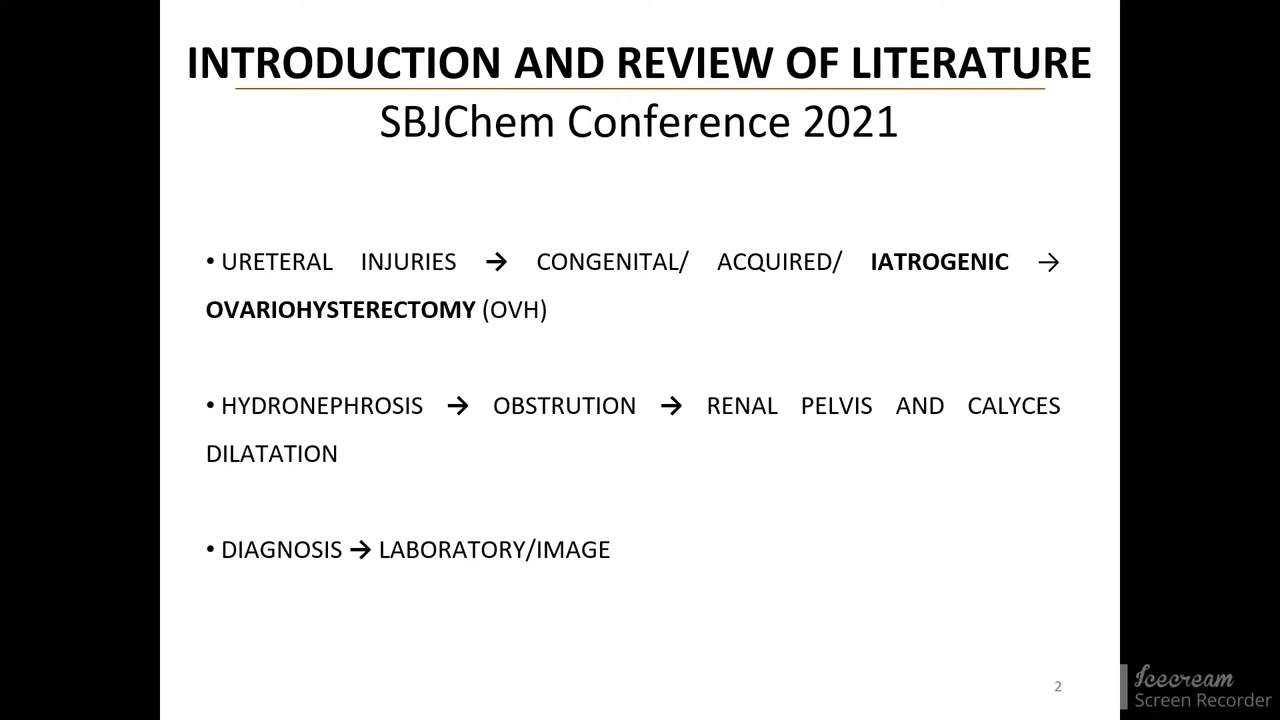 INTRODUCTION AND REVIEW OF LITERATURE
SBJChem Conference 2021
• URETERAL INJURIES → CONGENITAL/ ACQUIRED/ IATROGENIC →
OVARIOHYSTERECTOMY (OVH)
• HYDRONEPHROSIS → OBSTRUTION → RENAL PELVIS AND CALYCES
DILATATION
• DIAGNOSIS → LABORATORY/IMAGE
2
Icecream
Screen Recorder